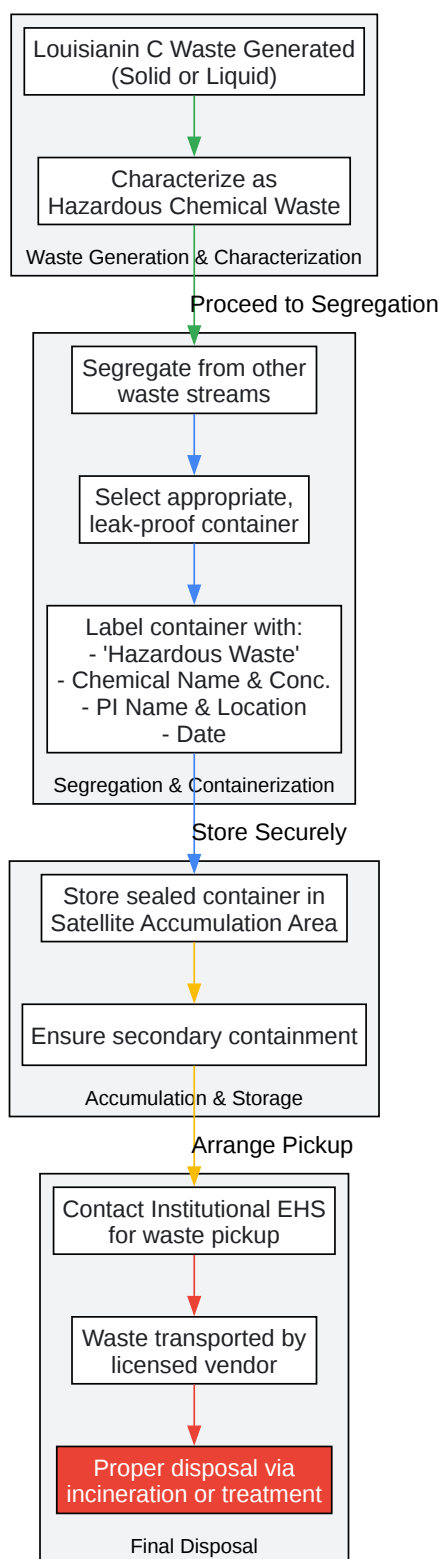 Louisianin C Waste Generated
(Solid or Liquid)
Characterize as
Hazardous Chemical Waste
Waste Generation & Characterization
Proceed to Segregation
Segregate from other
waste streams
Select appropriate,
leak-proof container
Label container with:
- 'Hazardous Waste'
- Chemical Name & Conc.
- PI Name & Location
- Date
Segregation & Containerization
Store Securely
Store sealed container in
Satellite Accumulation Area
Ensure secondary containment
Accumulation & Storage
Arrange Pickup
Contact Institutional EHS
for waste pickup
Waste transported by
licensed vendor
Proper disposal via
incineration or treatment
Final Disposal